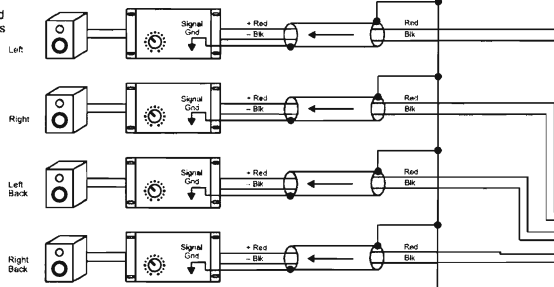 Left
Signal
Gnd
+ Red
– Blk
Red
Blk
Right
Signal
Gnd
+ Red
– Blk
Red
Blk
Left
Back
Signal
Gnd
+ Red
– Blk
Red
Blk
Right
Back
Signal
Gnd
+ Red
– Blk
Red
Blk